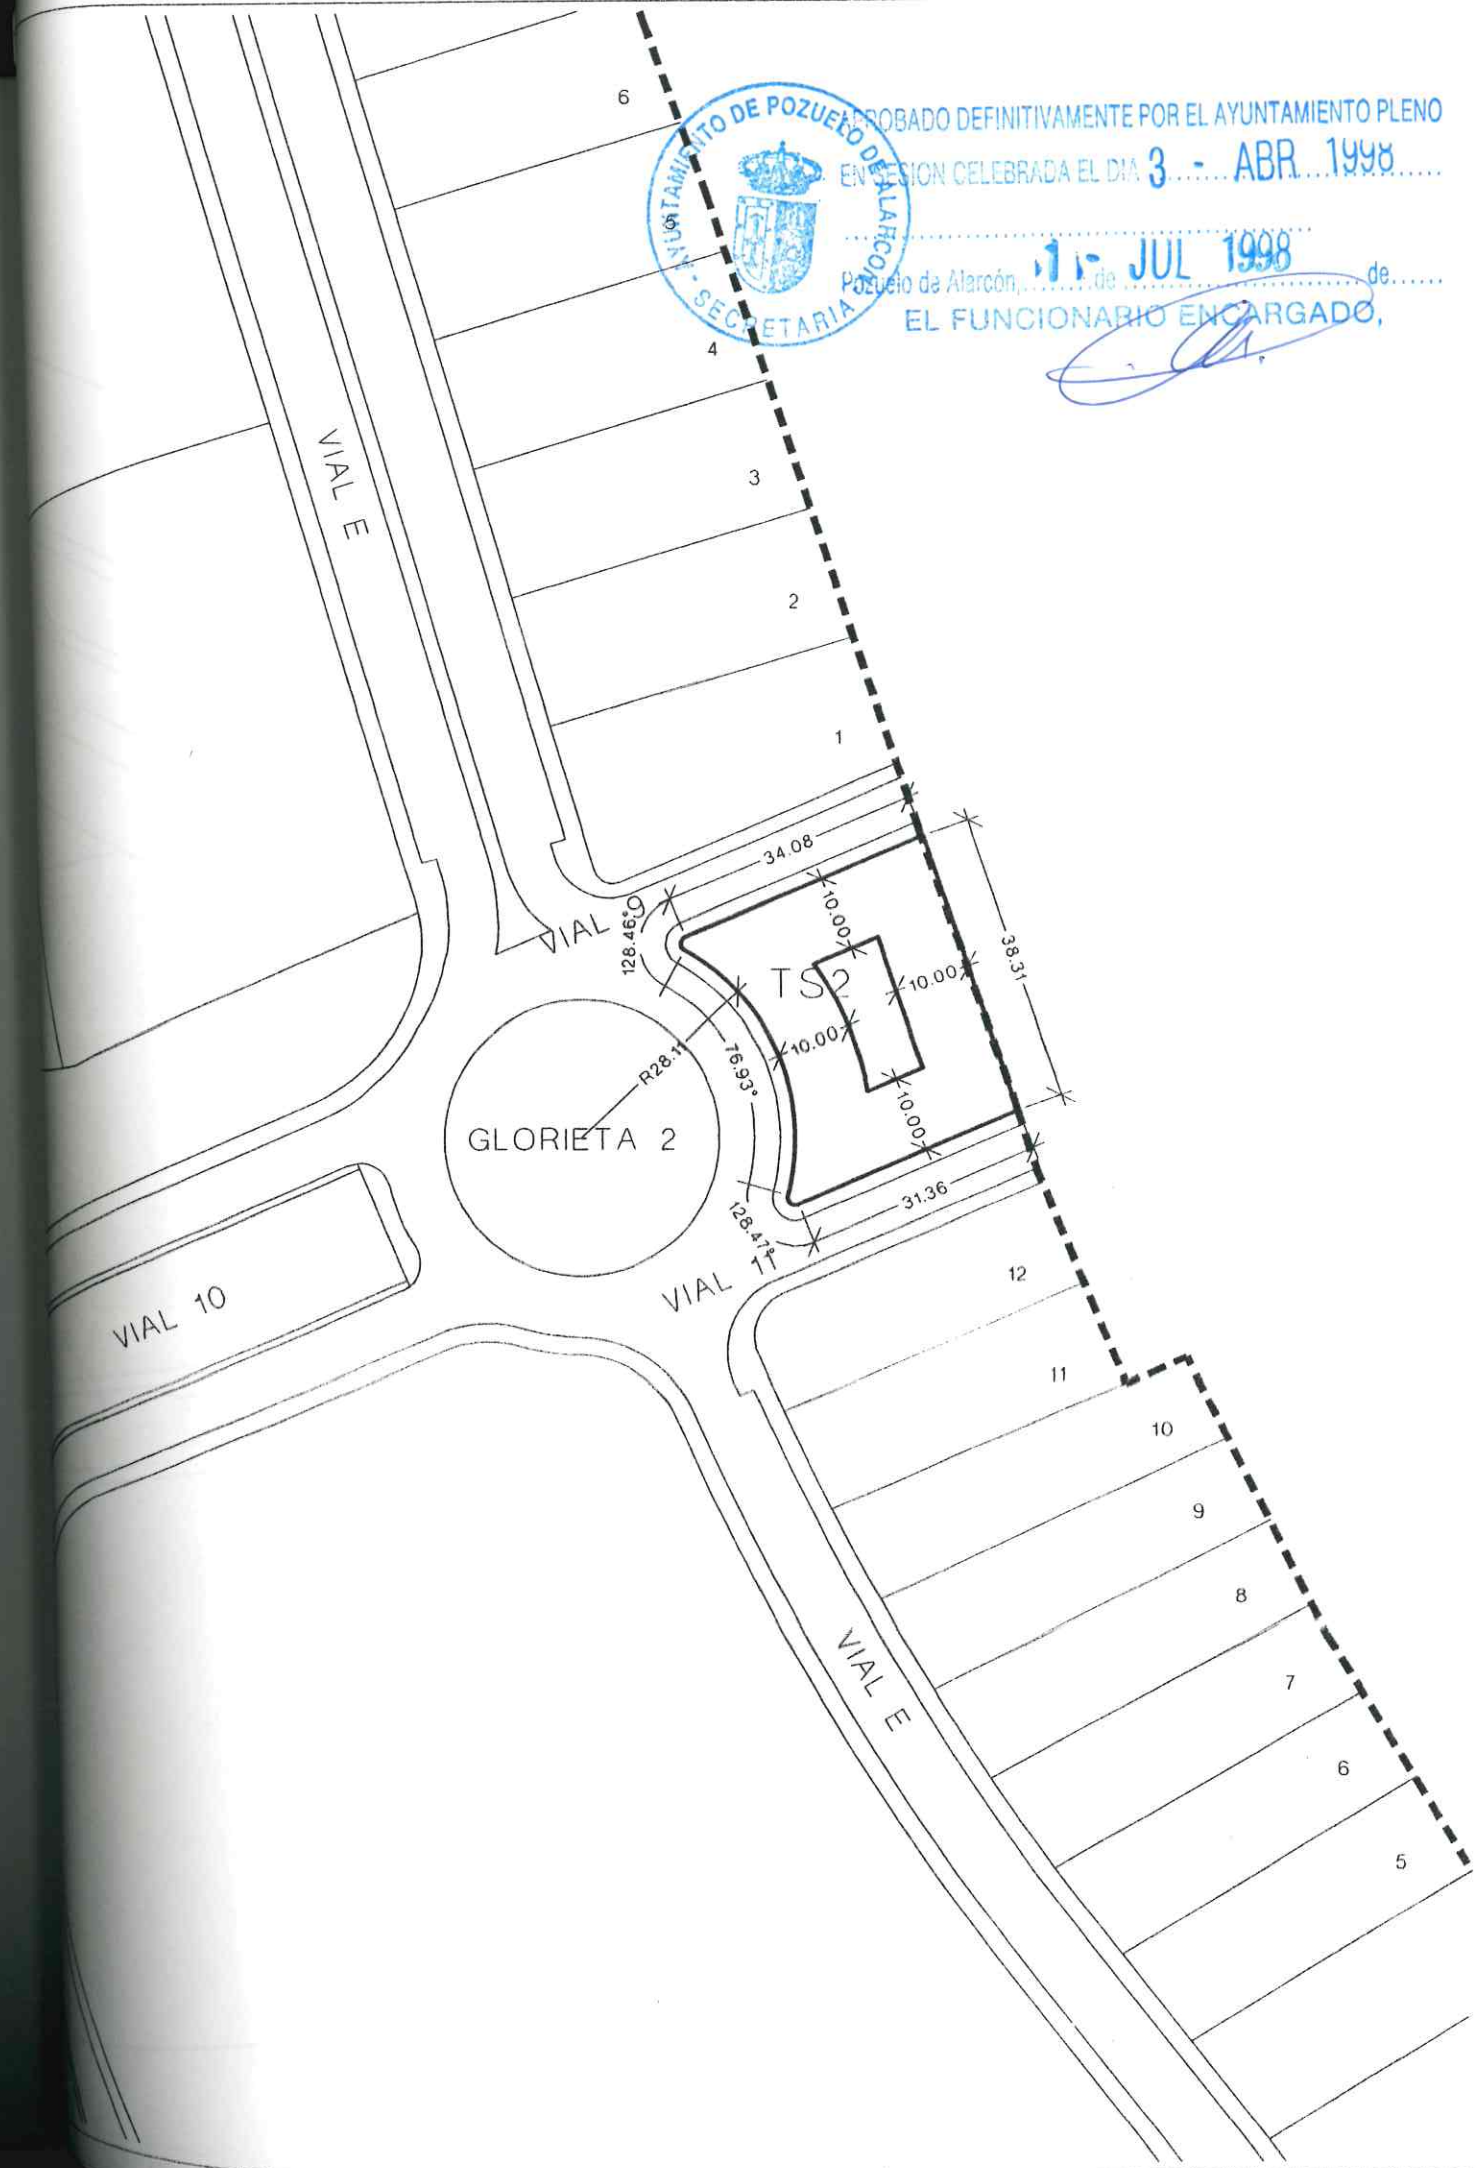 6
AYUNTAMIENTO DE POZUELO DE ALARCON
- SECRETARIA -
APROBADO DEFINITIVAMENTE POR EL AYUNTAMIENTO PLENO
EN SESION CELEBRADA EL DIA 3 - ABR 1998
Pozuelo de Alarcón, 1 - de JUL 1998 de
EL FUNCIONARIO ENCARGADO,
5
4
VIAL E
3
2
1
34.08
VIAL 9
128.46°
10.00
TS2
10.00
38.31
10.00
R28.11
76.93°
10.00
GLORIETA 2
31.36
128.47°
VIAL 11
VIAL 10
12
11
10
9
8
VIAL E
7
6
5